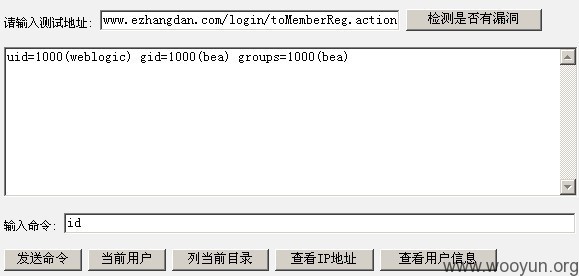 请输入测试地址: www.ezhangdan.com/login/toMemberReg.action 检测是否有漏洞
uid=1000(weblogic) gid=1000(bea) groups=1000(bea)
输入命令: id
发送命令 当前用户 列当前目录 查看IP地址 查看用户信息
www.wooyun.org